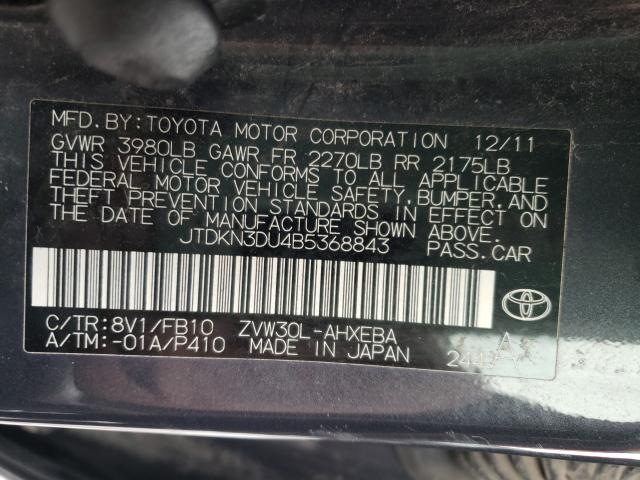 MFD. BY: TOYOTA MOTOR CORPORATION 12/11
GVWR 3980LB GAWR FR 2270LB RR 2175LB
THIS VEHICLE CONFORMS TO ALL APPLICABLE
FEDERAL MOTOR VEHICLE SAFETY, BUMPER, AND
THEFT PREVENTION STANDARDS IN EFFECT ON
THE DATE OF MANUFACTURE SHOWN ABOVE.
JTDKN3DU4B5368843 PASS.CAR
C/TR:8V1/FB10 ZVW30L-AHXEBA
A/TM:-01A/P410 MADE IN JAPAN